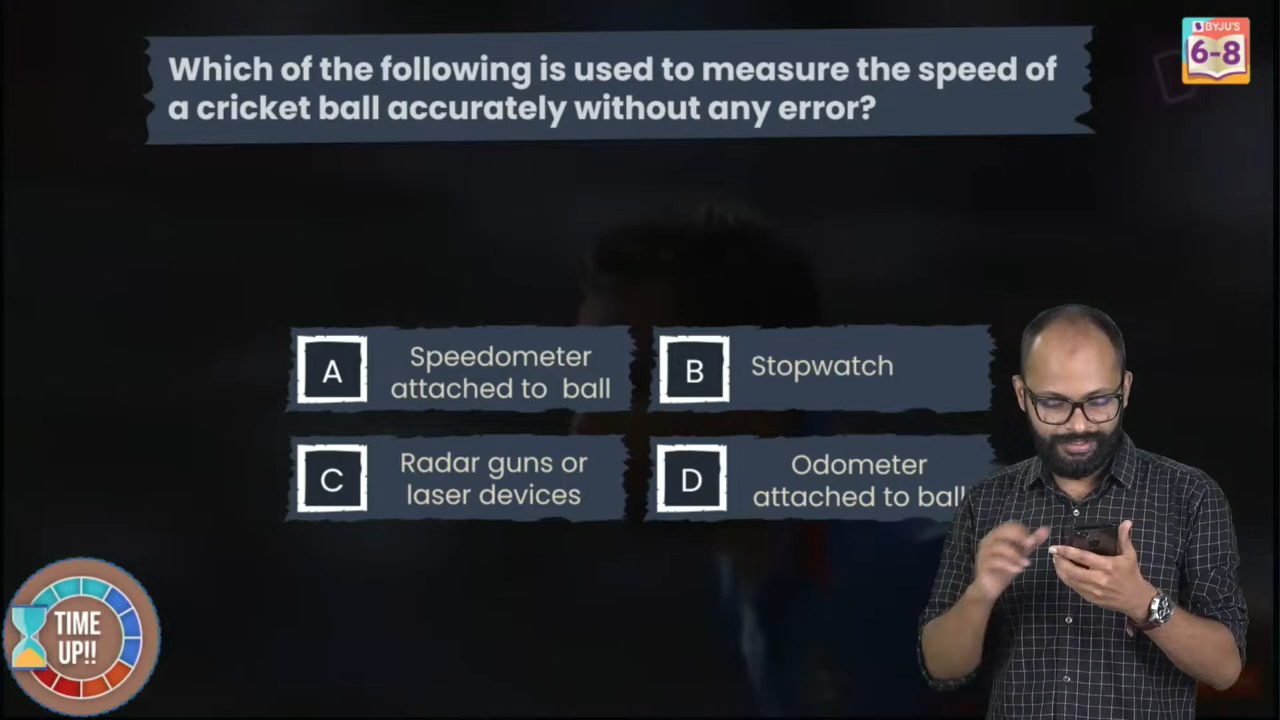 Which of the following is used to measure the speed of
a cricket ball accurately without any error?
BYJU'S
6-8
A
Speedometer
attached to ball
B
Stopwatch
C
Radar guns or
laser devices
D
Odometer
attached to ball
TIME
UP!!